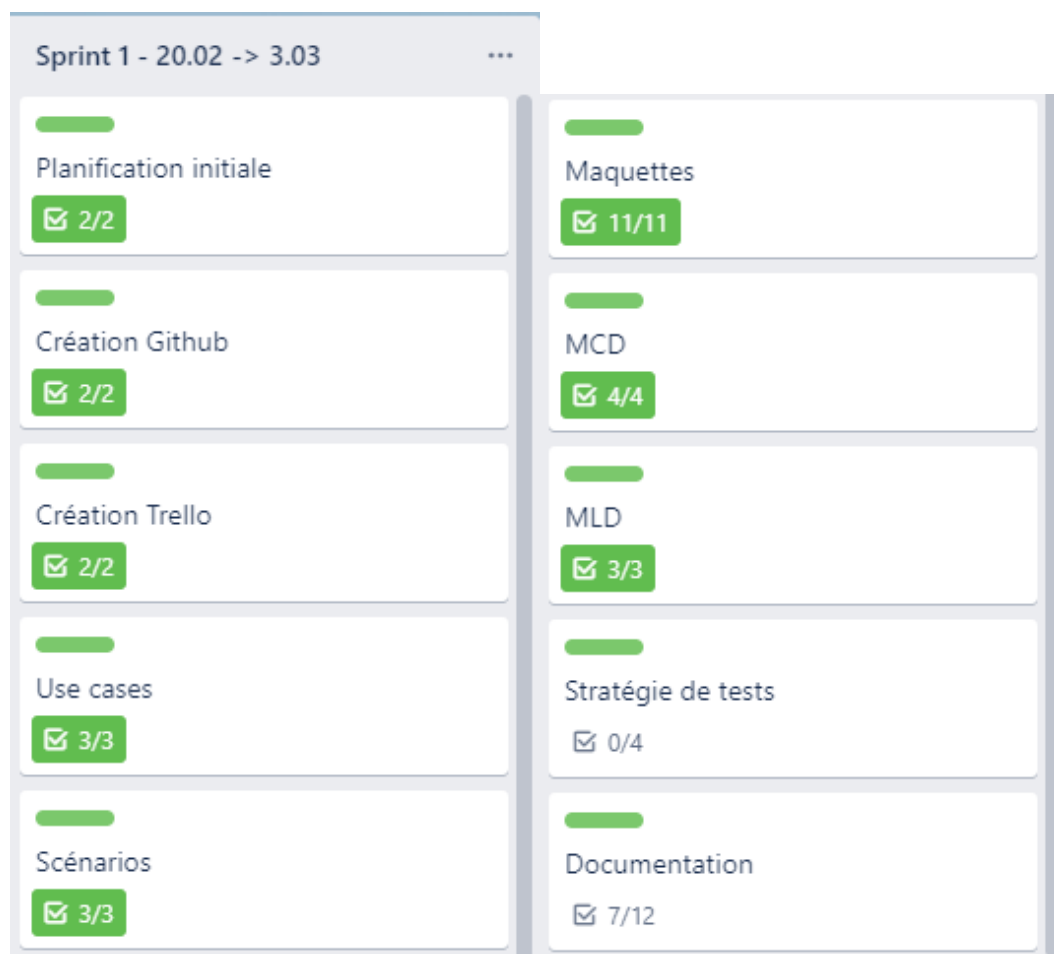 Sprint 1 - 20.02 -> 3.03
Planification initiale
2/2
Création Github
2/2
Création Trello
2/2
Use cases
3/3
Scénarios
3/3
Maquettes
11/11
MCD
4/4
MLD
3/3
Stratégie de tests
0/4
Documentation
7/12